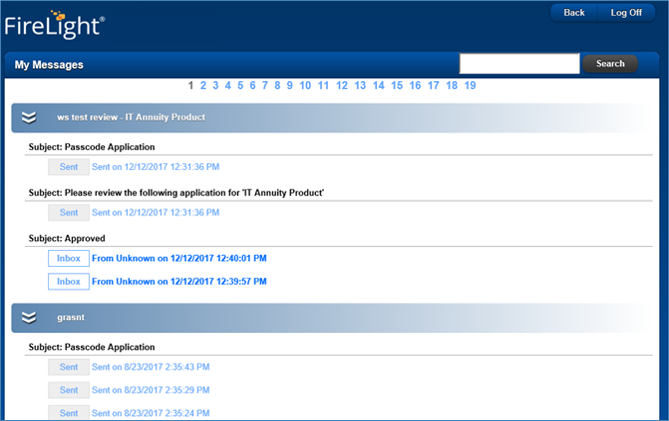 FireLight®
Back Log Off
My Messages Search
1 2 3 4 5 6 7 8 9 10 11 12 13 14 15 16 17 18 19
ws test review - IT Annuity Product
Subject: Passcode Application
Sent Sent on 12/12/2017 12:31:36 PM
Subject: Please review the following application for 'IT Annuity Product'
Sent Sent on 12/12/2017 12:31:36 PM
Subject: Approved
Inbox From Unknown on 12/12/2017 12:40:01 PM
Inbox From Unknown on 12/12/2017 12:39:57 PM
grasnt
Subject: Passcode Application
Sent Sent on 8/23/2017 2:35:43 PM
Sent Sent on 8/23/2017 2:35:29 PM
Sent Sent on 8/23/2017 2:35:24 PM